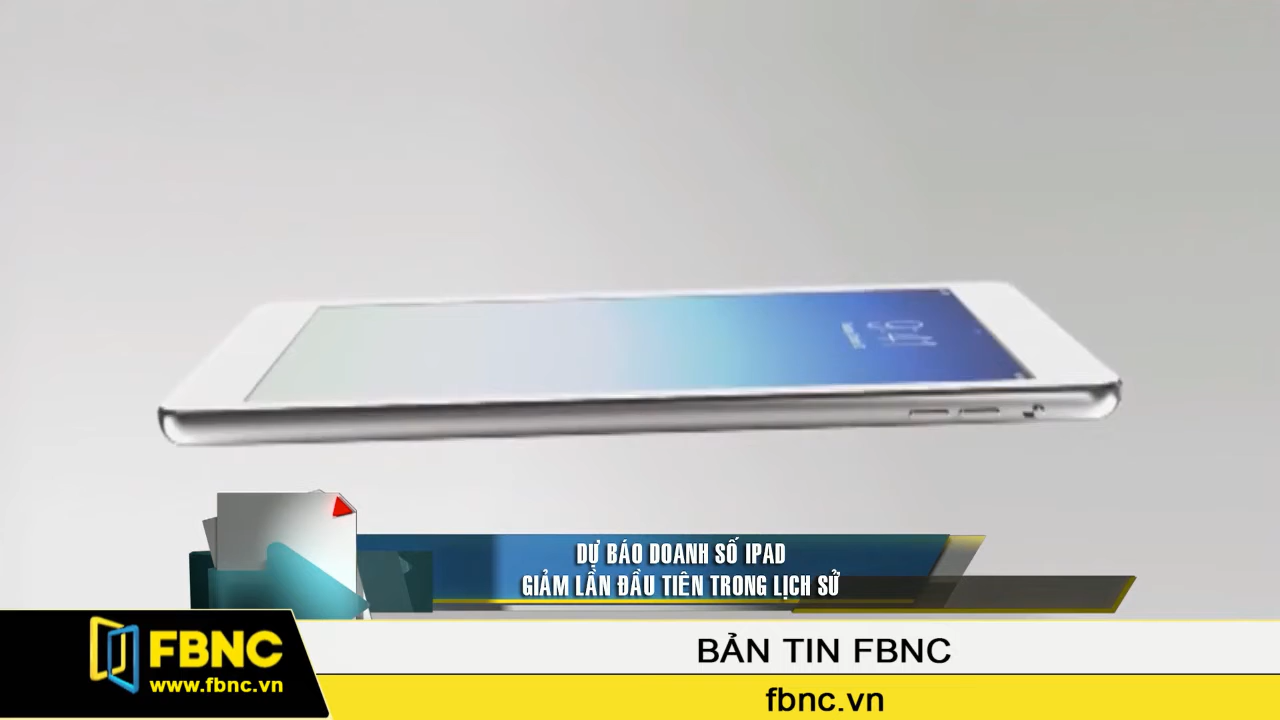 DỰ BÁO DOANH SỐ IPAD
GIẢM LẦN ĐẦU TIÊN TRONG LỊCH SỬ
FBNC
www.fbnc.vn
BẢN TIN FBNC
fbnc.vn